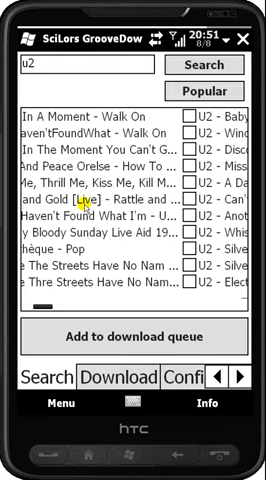 SciLors GrooveDow
20:51
8/8
u2
Search
Popular
In A Moment - Walk On
aven'tFoundWhat - Walk On
In The Moment You Can't G...
And Peace Orelse - How To ...
Me, Thrill Me, Kiss Me, Kill M...
and Gold [Live] - Rattle and ...
Haven't Found What I'm - U...
y Bloody Sunday Live Aid 19...
hèque - Pop
e The Streets Have No Nam ...
e Thre Streets Have No Nam ...
U2 - Baby
U2 - Wind
U2 - Disco
U2 - Miss
U2 - A Da
U2 - Can'
U2 - Anot
U2 - Whis
U2 - Silve
U2 - Silve
U2 - Elect
Add to download queue
Search Download Confi
Menu Info
hTC